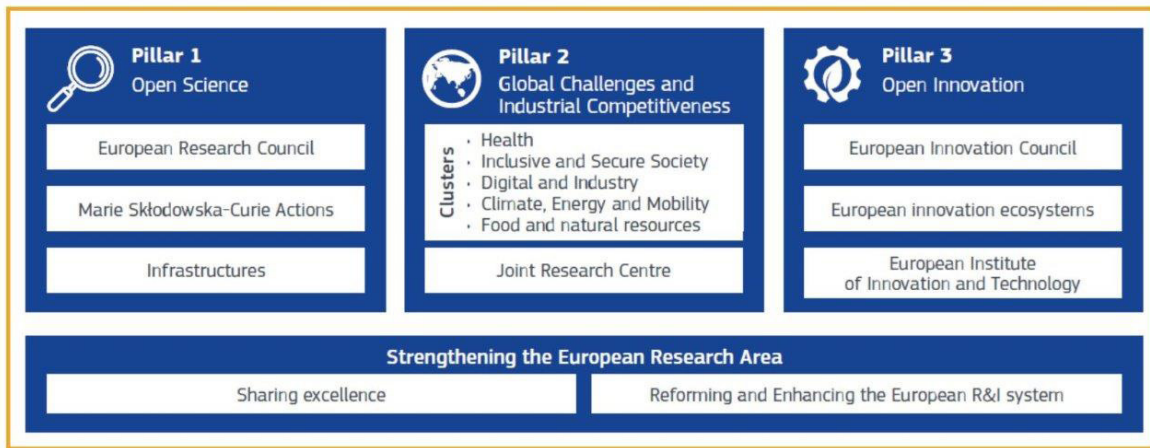 Pillar 1
Open Science
European Research Council
Marie Skłodowska-Curie Actions
Infrastructures
Pillar 2
Global Challenges and
Industrial Competitiveness
Clusters
· Health
· Inclusive and Secure Society
· Digital and Industry
· Climate, Energy and Mobility
· Food and natural resources
Joint Research Centre
Pillar 3
Open Innovation
European Innovation Council
European innovation ecosystems
European Institute
of Innovation and Technology
Strengthening the European Research Area
Sharing excellence
Reforming and Enhancing the European R&I system